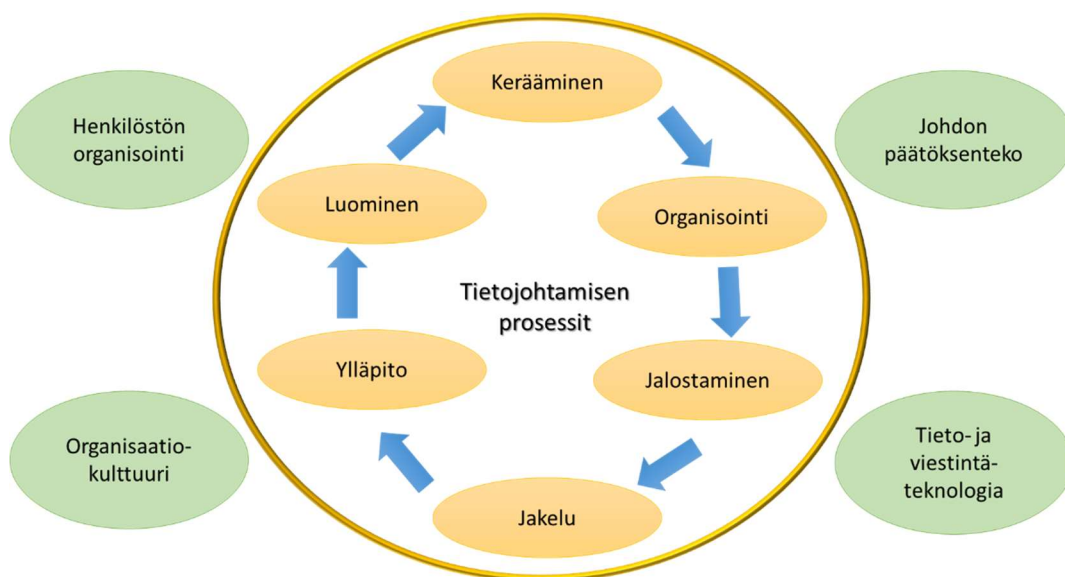 Kerääminen
Henkilöstön
organisointi
Johdon
päätöksenteko
Luominen
Organisointi
Tietojohtamisen
prosessit
Ylläpito
Jalostaminen
Organisaatio-
kulttuuri
Tieto- ja
viestintä-
teknologia
Jakelu